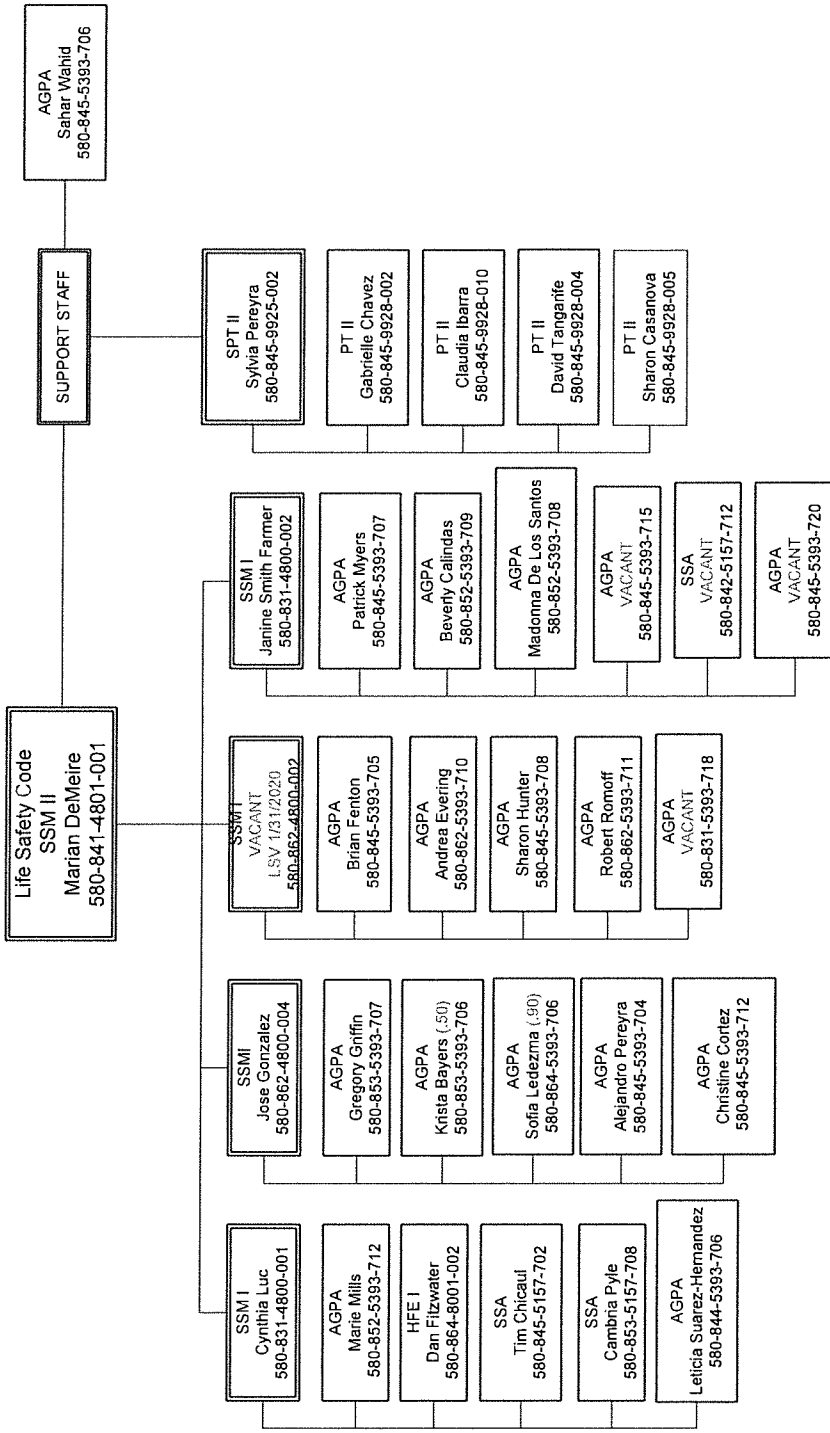 Life Safety Code
SSM II
Marian DeMeire
580-841-4801-001
SUPPORT STAFF
AGPA
Sahar Wahid
580-845-5393-706
SSM I
Cynthia Luc
580-831-4800-001
AGPA
Marie Mills
580-852-5393-712
HFE I
Dan Fitzwater
580-864-8001-002
SSA
Tim Chicaul
580-845-5157-702
SSA
Cambria Pyle
580-853-5157-708
AGPA
Leticia Suarez-Hernandez
580-844-5393-706
SSMI
Jose Gonzalez
580-862-4800-004
AGPA
Gregory Griffin
580-853-5393-707
AGPA
Krista Bayers (.50)
580-853-5393-706
AGPA
Sofia Ledezma (.90)
580-864-5393-706
AGPA
Alejandro Pereyra
580-845-5393-704
AGPA
Christine Cortez
580-845-5393-712
SSM I
VACANT
LSV 1/31/2020
580-862-4800-002
AGPA
Brian Fenton
580-845-5393-705
AGPA
Andrea Evering
580-862-5393-710
AGPA
Sharon Hunter
580-845-5393-708
AGPA
Robert Romoff
580-862-5393-711
AGPA
VACANT
580-831-5393-718
SSM I
Janine Smith Farmer
580-831-4800-002
AGPA
Patrick Myers
580-845-5393-707
AGPA
Beverly Calindas
580-852-5393-709
AGPA
Madonna De Los Santos
580-852-5393-708
AGPA
VACANT
580-845-5393-715
SSA
VACANT
580-842-5157-712
AGPA
VACANT
580-845-5393-720
SPT II
Sylvia Pereyra
580-845-9925-002
PT II
Gabrielle Chavez
580-845-9928-002
PT II
Claudia Ibarra
580-845-9928-010
PT II
David Tangarife
580-845-9928-004
PT II
Sharon Casanova
580-845-9928-005